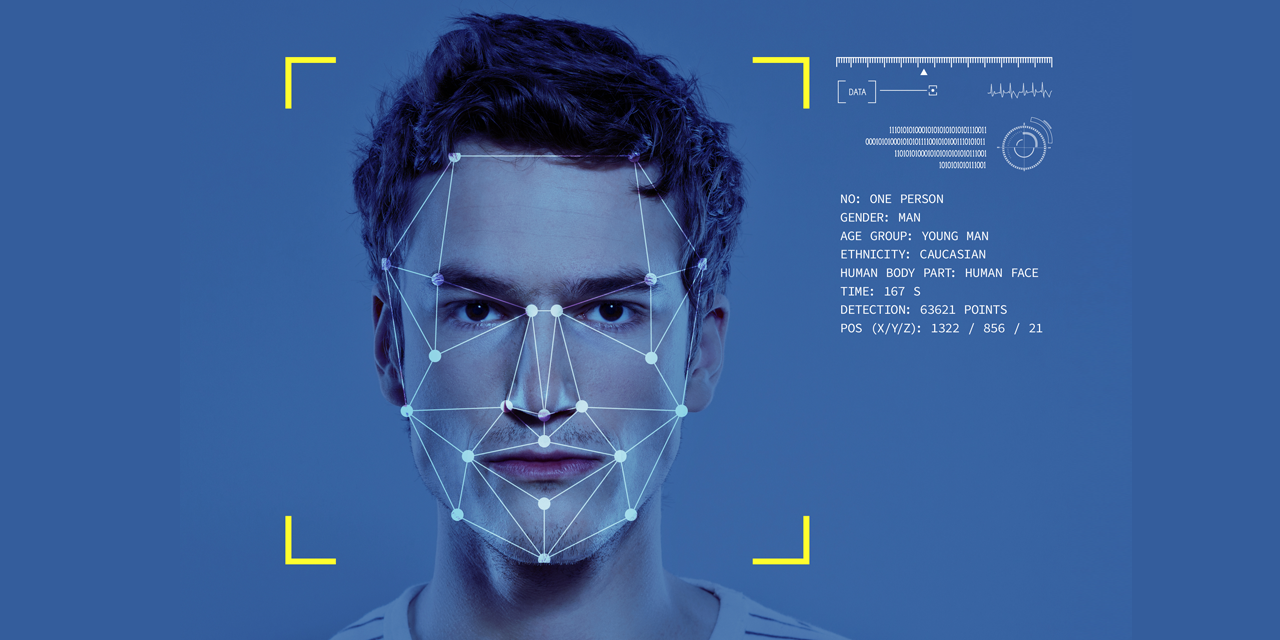 DATA
NO: ONE PERSON
GENDER: MAN
AGE GROUP: YOUNG MAN
ETHNICITY: CAUCASIAN
HUMAN BODY PART: HUMAN FACE
TIME: 167 S
DETECTION: 63621 POINTS
POS (X/Y/Z): 1322 / 856 / 21